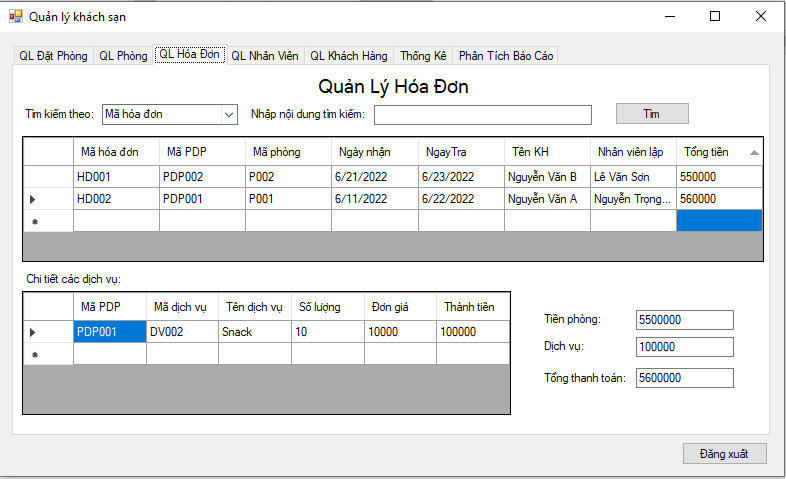 Quản lý khách sạn
QL Đặt Phòng QL Phòng QL Hóa Đơn QL Nhân Viên QL Khách Hàng Thống Kê Phân Tích Báo Cáo
Quản Lý Hóa Đơn
Tìm kiếm theo: Mã hóa đơn Nhập nội dung tìm kiếm: Tìm
Mã hóa đơn Mã PDP Mã phòng Ngày nhận NgayTra Tên KH Nhân viên lập Tổng tiền
HD001 PDP002 P002 6/21/2022 6/23/2022 Nguyễn Văn B Lê Văn Sơn 550000
HD002 PDP001 P001 6/11/2022 6/22/2022 Nguyễn Văn A Nguyễn Trọng... 560000
Chi tiết các dịch vụ:
Mã PDP Mã dịch vụ Tên dịch vụ Số lượng Đơn giá Thành tiền
PDP001 DV002 Snack 10 10000 100000
Tiền phòng: 5500000
Dịch vụ: 100000
Tổng thanh toán: 5600000
Đăng xuất